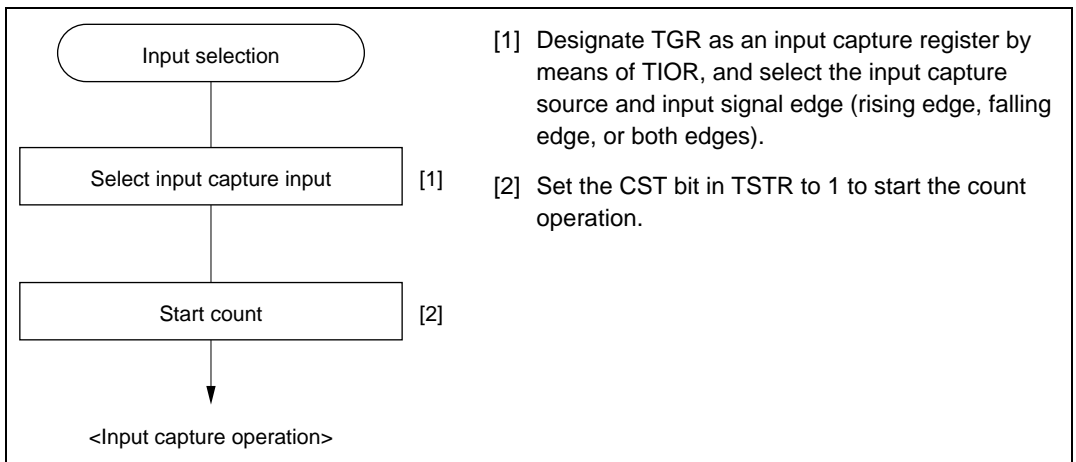 Input selection
Select input capture input
[1]
Start count
[2]
<Input capture operation>
[1] Designate TGR as an input capture register by
means of TIOR, and select the input capture
source and input signal edge (rising edge, falling
edge, or both edges).
[2] Set the CST bit in TSTR to 1 to start the count
operation.